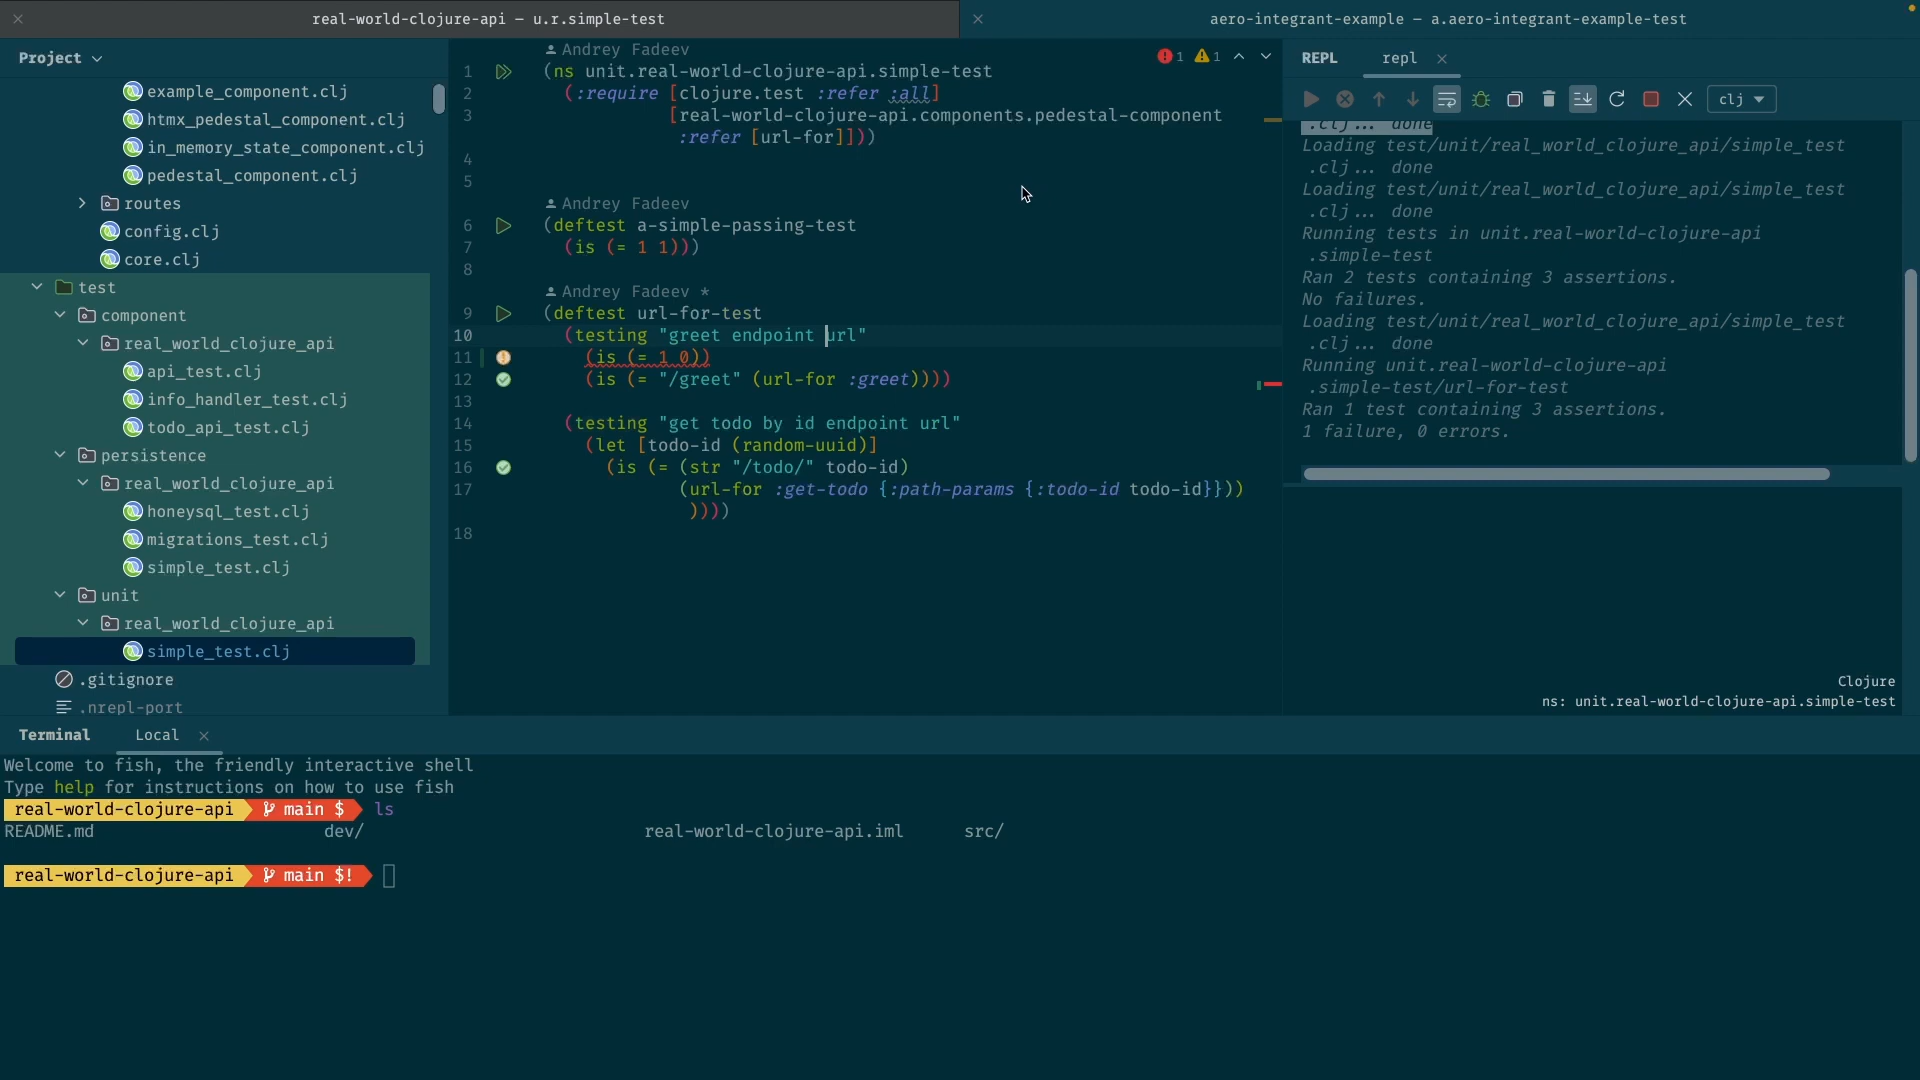 real-world-clojure-api – u.r.simple-test
aero-integrant-example – a.aero-integrant-example-test
Project
example_component.clj
htmx_pedestal_component.clj
in_memory_state_component.clj
pedestal_component.clj
routes
config.clj
core.clj
test
component
real_world_clojure_api
api_test.clj
info_handler_test.clj
todo_api_test.clj
persistence
real_world_clojure_api
honeysql_test.clj
migrations_test.clj
simple_test.clj
unit
real_world_clojure_api
simple_test.clj
.gitignore
.nrepl-port
Andrey Fadeev
1 (ns unit.real-world-clojure-api.simple-test
2 (:require [clojure.test :refer :all]
3 [real-world-clojure-api.components.pedestal-component
:refer [url-for]]))
4
5
Andrey Fadeev
6 (deftest a-simple-passing-test
7 (is (= 1 1)))
8
Andrey Fadeev *
9 (deftest url-for-test
10 (testing "greet endpoint url"
11 (is (= 1 0))
12 (is (= "/greet" (url-for :greet))))
13
14 (testing "get todo by id endpoint url"
15 (let [todo-id (random-uuid)]
16 (is (= (str "/todo/" todo-id)
17 (url-for :get-todo {:path-params {:todo-id todo-id}}))
))))
18
1 1
REPL repl
clj
.clj... done
Loading test/unit/real_world_clojure_api/simple_test
.clj... done
Loading test/unit/real_world_clojure_api/simple_test
.clj... done
Running tests in unit.real-world-clojure-api
.simple-test
Ran 2 tests containing 3 assertions.
No failures.
Loading test/unit/real_world_clojure_api/simple_test
.clj... done
Running unit.real-world-clojure-api
.simple-test/url-for-test
Ran 1 test containing 3 assertions.
1 failure, 0 errors.
Clojure
ns: unit.real-world-clojure-api.simple-test
Terminal Local
Welcome to fish, the friendly interactive shell
Type help for instructions on how to use fish
real-world-clojure-api main $ ls
README.md dev/ real-world-clojure-api.iml src/
real-world-clojure-api main $!